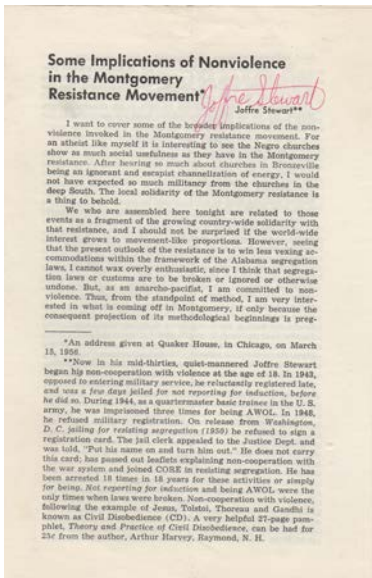 Some Implications of Nonviolence
in the Montgomery
Resistance Movement*
Joffre Stewart
Joffre Stewart**
I want to cover some of the broader implications of the non-
violence invoked in the Montgomery resistance movement. For
an atheist like myself it is interesting to see the Negro churches
show as much social usefulness as they have in the Montgomery
resistance. After hearing so much about churches in Bronzeville
being an ignorant and escapist channelization of energy, I would
not have expected so much militancy from the churches in the
deep South. The local solidarity of the Montgomery resistance is
a thing to behold.
We who are assembled here tonight are related to those
events as a fragment of the growing country-wide solidarity with
that resistance, and I should not be surprised if the world-wide
interest grows to movement-like proportions. However, seeing
that the present outlook of the resistance is to win less vexing ac-
commodations within the framework of the Alabama segregation
laws, I cannot wax overly enthusiastic, since I think that segrega-
tion laws or customs are to be broken or ignored or otherwise
undone. But, as an anarcho-pacifist, I am committed to non-
violence. Thus, from the standpoint of method, I am very inter-
ested in what is coming off in Montgomery, if only because the
consequent projection of its methodological beginnings is preg-
*An address given at Quaker House, in Chicago, on March
15, 1956.
**Now in his mid-thirties, quiet-mannered Joffre Stewart
began his non-cooperation with violence at the age of 18. In 1943,
opposed to entering military service, he reluctantly registered late,
and was a few days jailed for not reporting for induction, before
he did so. During 1944, as a quartermaster basic trainee in the U. S.
army, he was imprisoned three times for being AWOL. In 1948,
he refused military registration. On release from Washington,
D. C. jailing for resisting segregation (1950) he refused to sign a
registration card. The jail clerk appealed to the Justice Dept. and
was told, "Put his name on and turn him out." He does not carry
this card; has passed out leaflets explaining non-cooperation with
the war system and joined CORE in resisting segregation. He has
been arrested 18 times in 18 years for these activities or simply
for being. Not reporting for induction and being AWOL were the
only times when laws were broken. Non-cooperation with violence,
following the example of Jesus, Tolstoi, Thoreau and Gandhi is
known as Civil Disobedience (CD). A very helpful 27-page pam-
phlet, Theory and Practice of Civil Disobedience, can be had for
25c from the author, Arthur Harvey, Raymond, N. H.